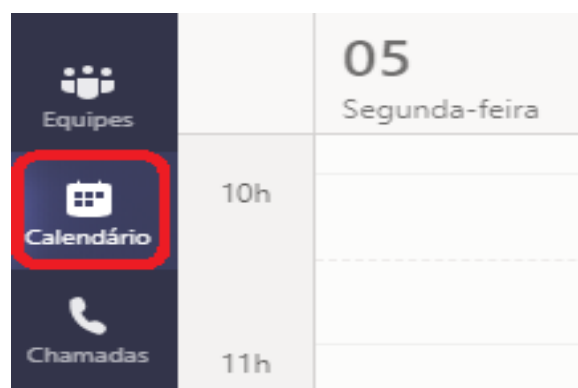 Equipes
Calendário
Chamadas
05
Segunda-feira
10h
11h